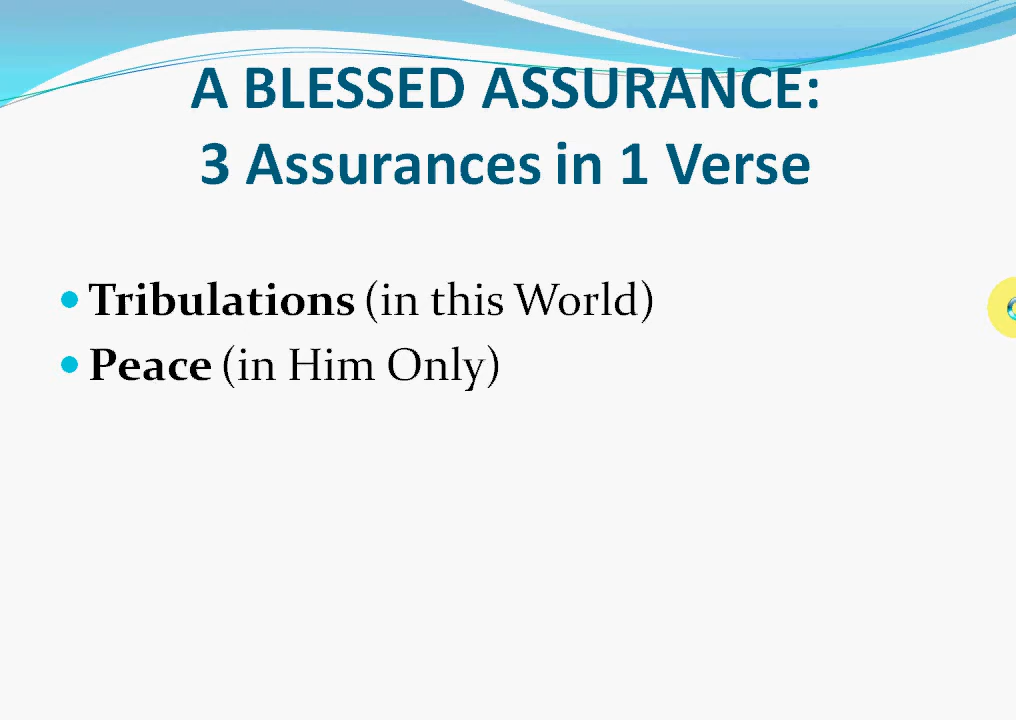 A BLESSED ASSURANCE:
3 Assurances in 1 Verse
• Tribulations (in this World)
• Peace (in Him Only)